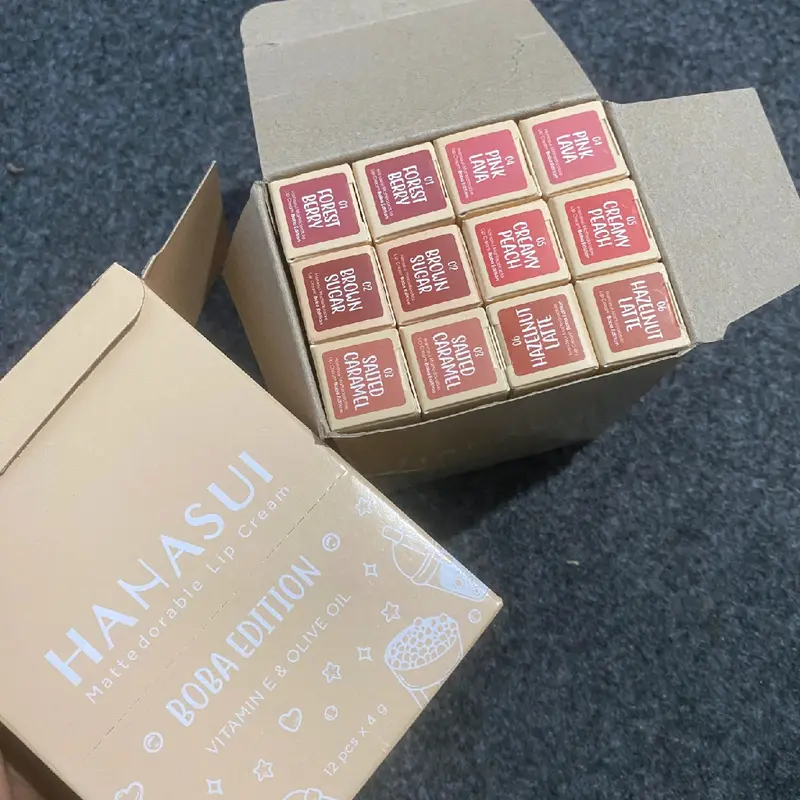 01
FOREST
BERRY
01
FOREST
BERRY
04
PINK
LAVA
04
PINK
LAVA
02
BROWN
SUGAR
02
BROWN
SUGAR
05
CREAMY
PEACH
05
CREAMY
PEACH
03
SALTED
CARAMEL
03
SALTED
CARAMEL
06
HAZELNUT
LATTE
06
HAZELNUT
LATTE
HANASUI
Mattedorable Lip Cream
BOBA EDITION
VITAMIN E & OLIVE OIL
12 pcs x 4 g